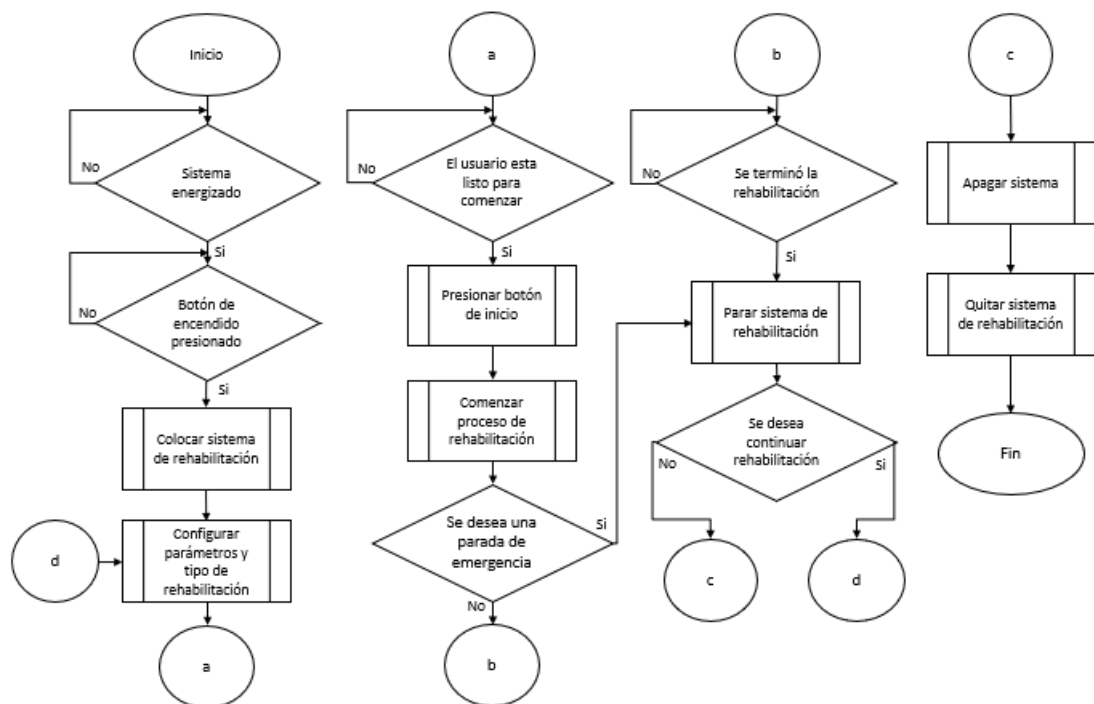 Inicio
No
Sistema
energizado
Si
No
Botón de
encendido
presionado
Si
Colocar sistema
de rehabilitación
d
Configurar
parámetros y
tipo de
rehabilitación
a
a
No
El usuario esta
listo para
comenzar
Si
Presionar botón
de inicio
Comenzar
proceso de
rehabilitación
Se desea una
parada de
emergencia
Si
No
b
b
No
Se terminó la
rehabilitación
Si
Parar sistema de
rehabilitación
Se desea
continuar
rehabilitación
No
Si
c
d
c
Apagar sistema
Quitar sistema
de rehabilitación
Fin